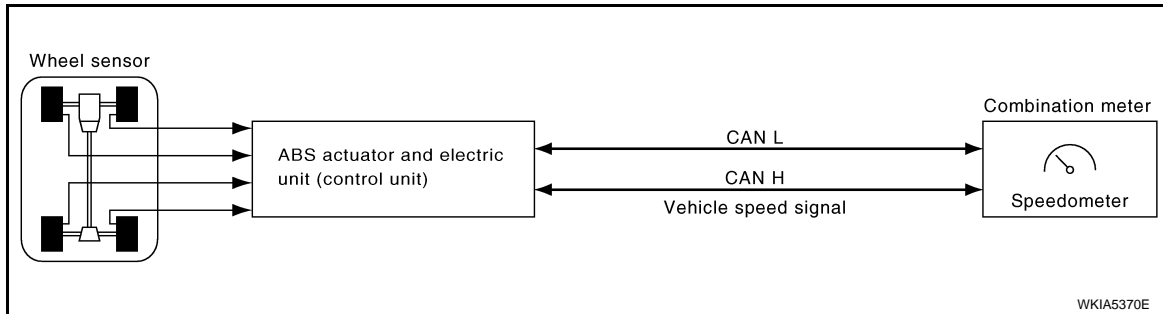 Wheel sensor
ABS actuator and electric
unit (control unit)
CAN L
CAN H
Vehicle speed signal
Combination meter
Speedometer
WKIA5370E